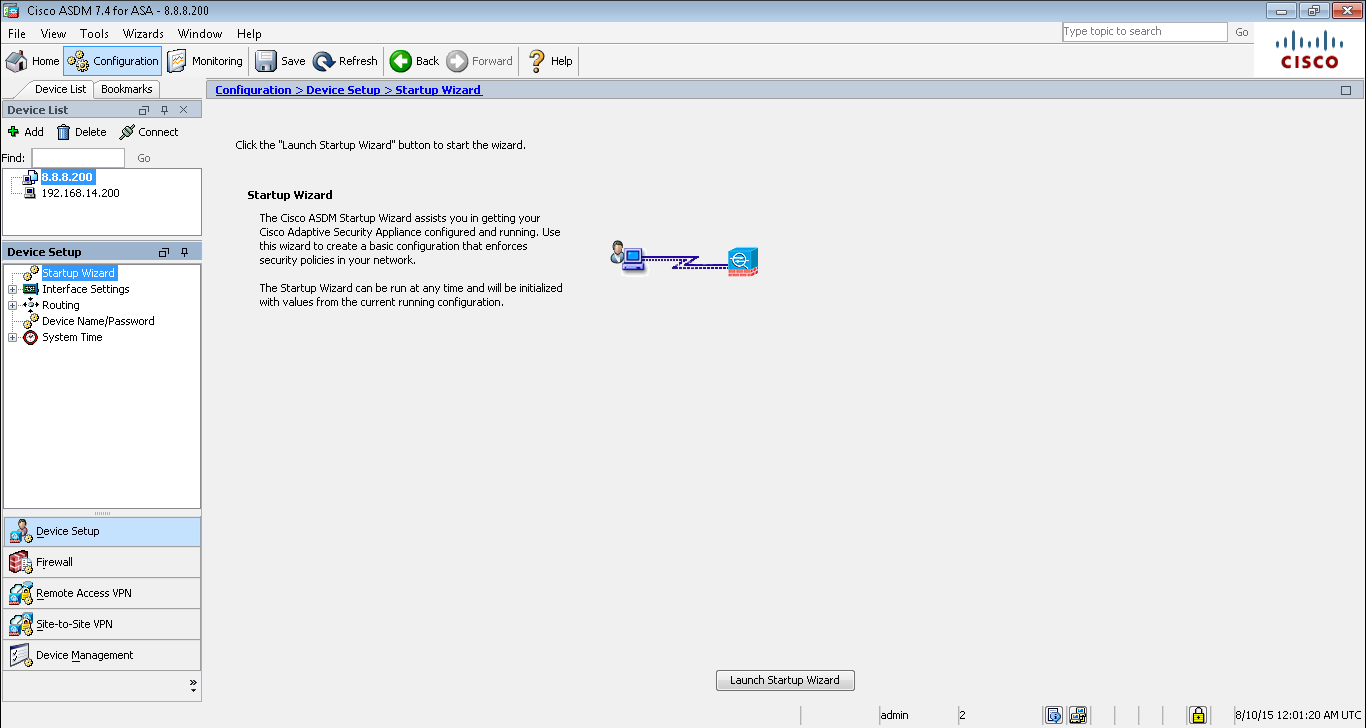 Cisco ASDM 7.4 for ASA - 8.8.8.200
File View Tools Wizards Window Help
Type topic to search Go
CISCO
Home Configuration Monitoring Save Refresh Back Forward Help
Device List Bookmarks
Configuration > Device Setup > Startup Wizard
Device List
Add Delete Connect
Find: Go
8.8.8.200
192.168.14.200
Device Setup
Startup Wizard
Interface Settings
Routing
Device Name/Password
System Time
Device Setup
Firewall
Remote Access VPN
Site-to-Site VPN
Device Management
Click the "Launch Startup Wizard" button to start the wizard.
Startup Wizard
The Cisco ASDM Startup Wizard assists you in getting your
Cisco Adaptive Security Appliance configured and running. Use
this wizard to create a basic configuration that enforces
security policies in your network.
The Startup Wizard can be run at any time and will be initialized
with values from the current running configuration.
Launch Startup Wizard
admin 2 8/10/15 12:01:20 AM UTC